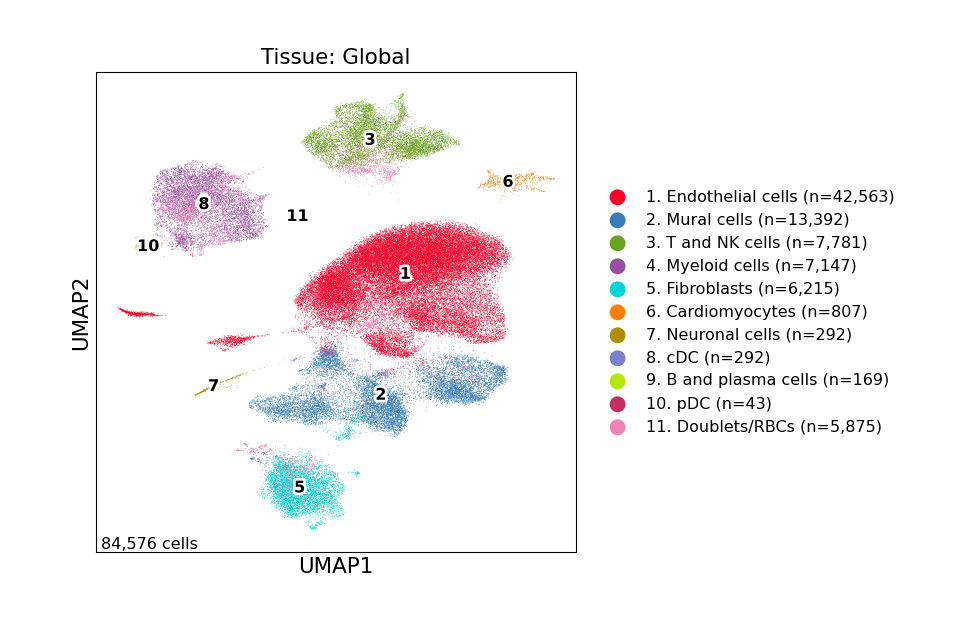 Tissue: Global
3
6
8
11
10
1
7
2
5
UMAP2
84,576 cells
UMAP1
1. Endothelial cells (n=42,563)
2. Mural cells (n=13,392)
3. T and NK cells (n=7,781)
4. Myeloid cells (n=7,147)
5. Fibroblasts (n=6,215)
6. Cardiomyocytes (n=807)
7. Neuronal cells (n=292)
8. cDC (n=292)
9. B and plasma cells (n=169)
10. pDC (n=43)
11. Doublets/RBCs (n=5,875)